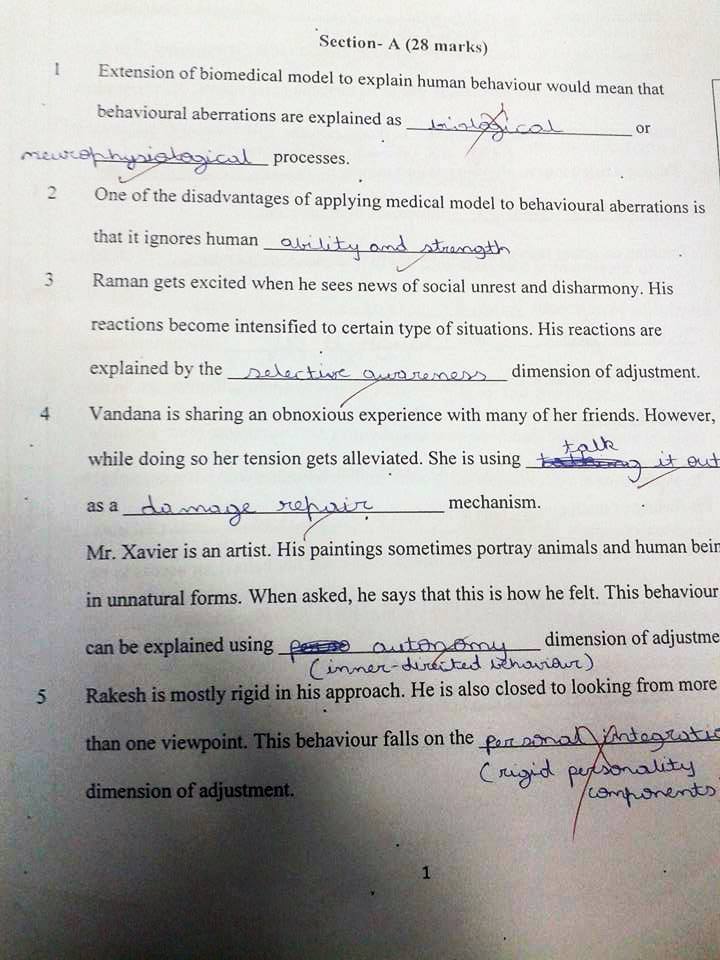 Section- A (28 marks)
1 Extension of biomedical model to explain human behaviour would mean that
behavioural aberrations are explained as biological or
neurophysiological processes.
2 One of the disadvantages of applying medical model to behavioural aberrations is
that it ignores human ability and strength
3 Raman gets excited when he sees news of social unrest and disharmony. His
reactions become intensified to certain type of situations. His reactions are
explained by the selective awareness dimension of adjustment.
4 Vandana is sharing an obnoxious experience with many of her friends. However,
talk
while doing so her tension gets alleviated. She is using it out
as a damage repair mechanism.
Mr. Xavier is an artist. His paintings sometimes portray animals and human bein
in unnatural forms. When asked, he says that this is how he felt. This behaviour
can be explained using autonomy dimension of adjustme
(inner-directed behaviour)
5 Rakesh is mostly rigid in his approach. He is also closed to looking from more
than one viewpoint. This behaviour falls on the personal integratio
(rigid personality
dimension of adjustment. components
1